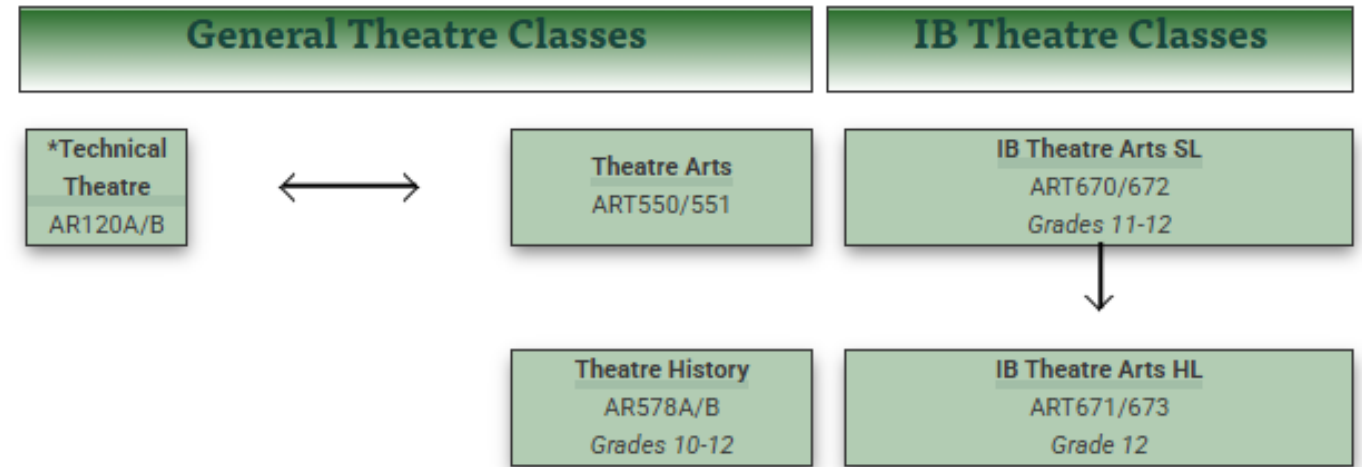 General Theatre Classes
IB Theatre Classes
*Technical
Theatre
AR120A/B
Theatre Arts
ART550/551
IB Theatre Arts SL
ART670/672
Grades 11-12
Theatre History
AR578A/B
Grades 10-12
IB Theatre Arts HL
ART671/673
Grade 12